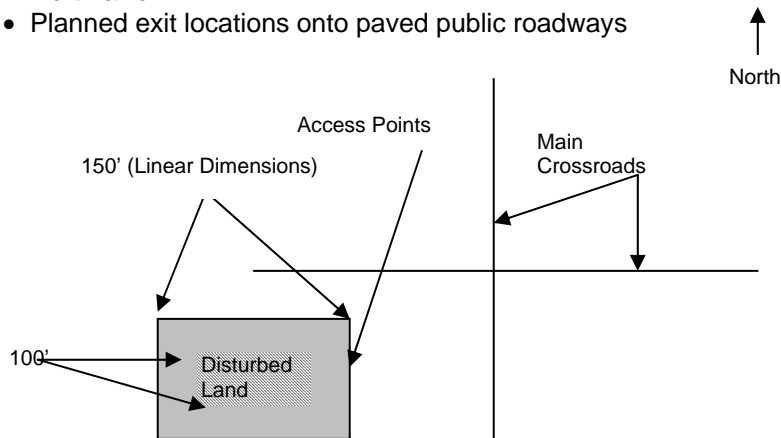 • Planned exit locations onto paved public roadways
North
Access Points
Main
Crossroads
150' (Linear Dimensions)
100'
Disturbed
Land